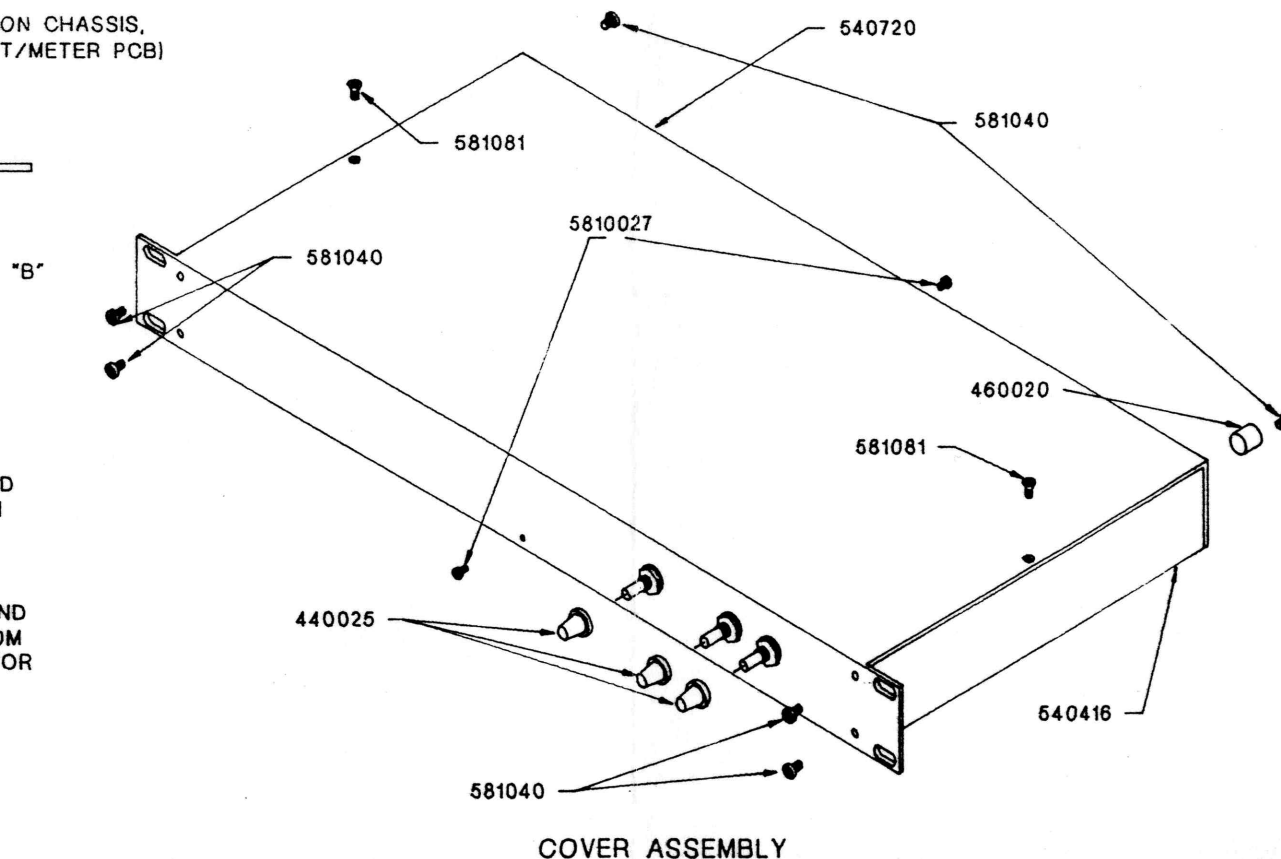 ON CHASSIS,
T/METER PCB)
540720
581040
581081
5810027
581040
"B"
460020
581081
440025
540416
581040
COVER ASSEMBLY
ND
OM
OR